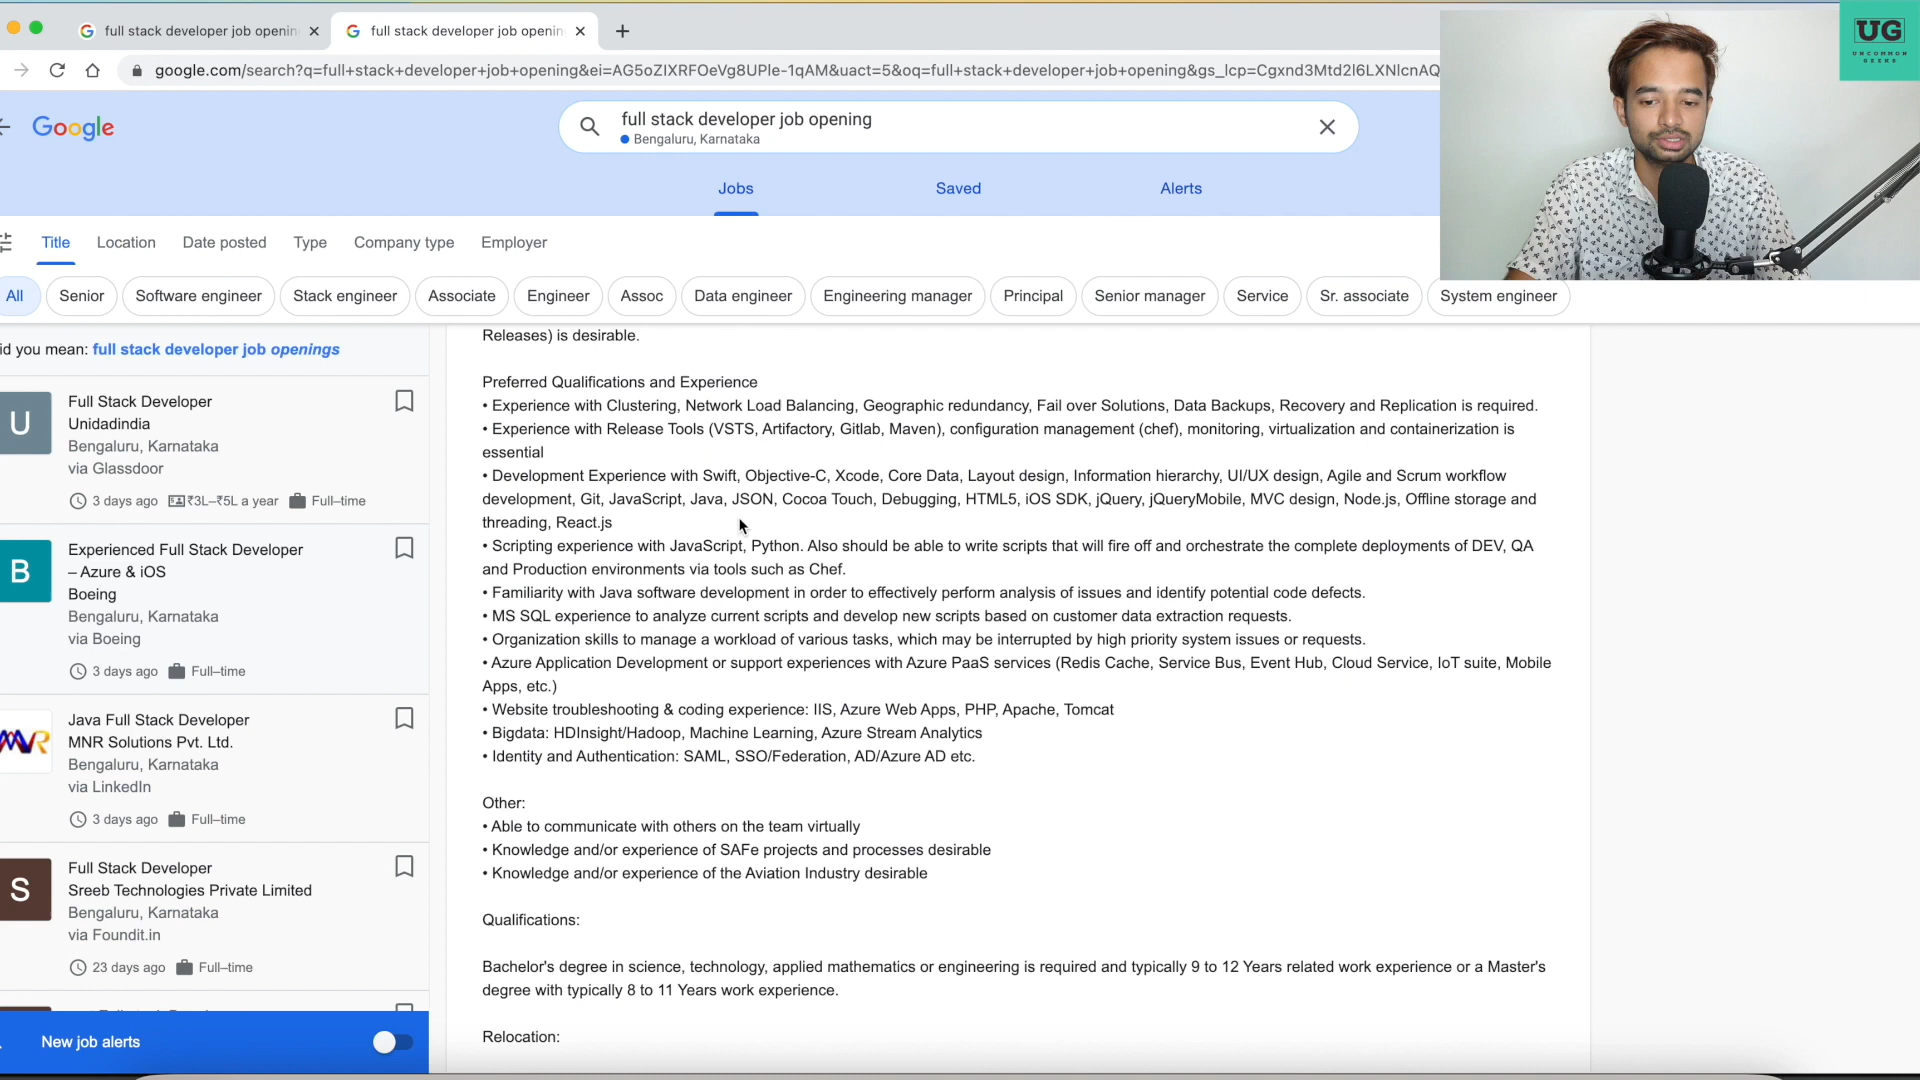 full stack developer job openin
full stack developer job openin
UG
UNCOMMON
GEEKS
google.com/search?q=full+stack+developer+job+opening&ei=AG5oZIXRFOeVg8UPle-1qAM&uact=5&oq=full+stack+developer+job+opening&gs_lcp=Cgxnd3Mtd2l6LXNlcnAQ
Google
full stack developer job opening
Bengaluru, Karnataka
Jobs
Saved
Alerts
Title
Location
Date posted
Type
Company type
Employer
All
Senior
Software engineer
Stack engineer
Associate
Engineer
Assoc
Data engineer
Engineering manager
Principal
Senior manager
Service
Sr. associate
System engineer
id you mean: full stack developer job openings
U
Full Stack Developer
Unidadindia
Bengaluru, Karnataka
via Glassdoor
3 days ago ₹3L–₹5L a year Full–time
B
Experienced Full Stack Developer
– Azure & iOS
Boeing
Bengaluru, Karnataka
via Boeing
3 days ago Full–time
MNR
Java Full Stack Developer
MNR Solutions Pvt. Ltd.
Bengaluru, Karnataka
via LinkedIn
3 days ago Full–time
S
Full Stack Developer
Sreeb Technologies Private Limited
Bengaluru, Karnataka
via Foundit.in
23 days ago Full–time
New job alerts
Releases) is desirable.
Preferred Qualifications and Experience
• Experience with Clustering, Network Load Balancing, Geographic redundancy, Fail over Solutions, Data Backups, Recovery and Replication is required.
• Experience with Release Tools (VSTS, Artifactory, Gitlab, Maven), configuration management (chef), monitoring, virtualization and containerization is
essential
• Development Experience with Swift, Objective-C, Xcode, Core Data, Layout design, Information hierarchy, UI/UX design, Agile and Scrum workflow
development, Git, JavaScript, Java, JSON, Cocoa Touch, Debugging, HTML5, iOS SDK, jQuery, jQueryMobile, MVC design, Node.js, Offline storage and
threading, React.js
• Scripting experience with JavaScript, Python. Also should be able to write scripts that will fire off and orchestrate the complete deployments of DEV, QA
and Production environments via tools such as Chef.
• Familiarity with Java software development in order to effectively perform analysis of issues and identify potential code defects.
• MS SQL experience to analyze current scripts and develop new scripts based on customer data extraction requests.
• Organization skills to manage a workload of various tasks, which may be interrupted by high priority system issues or requests.
• Azure Application Development or support experiences with Azure PaaS services (Redis Cache, Service Bus, Event Hub, Cloud Service, IoT suite, Mobile
Apps, etc.)
• Website troubleshooting & coding experience: IIS, Azure Web Apps, PHP, Apache, Tomcat
• Bigdata: HDInsight/Hadoop, Machine Learning, Azure Stream Analytics
• Identity and Authentication: SAML, SSO/Federation, AD/Azure AD etc.
Other:
• Able to communicate with others on the team virtually
• Knowledge and/or experience of SAFe projects and processes desirable
• Knowledge and/or experience of the Aviation Industry desirable
Qualifications:
Bachelor's degree in science, technology, applied mathematics or engineering is required and typically 9 to 12 Years related work experience or a Master's
degree with typically 8 to 11 Years work experience.
Relocation: